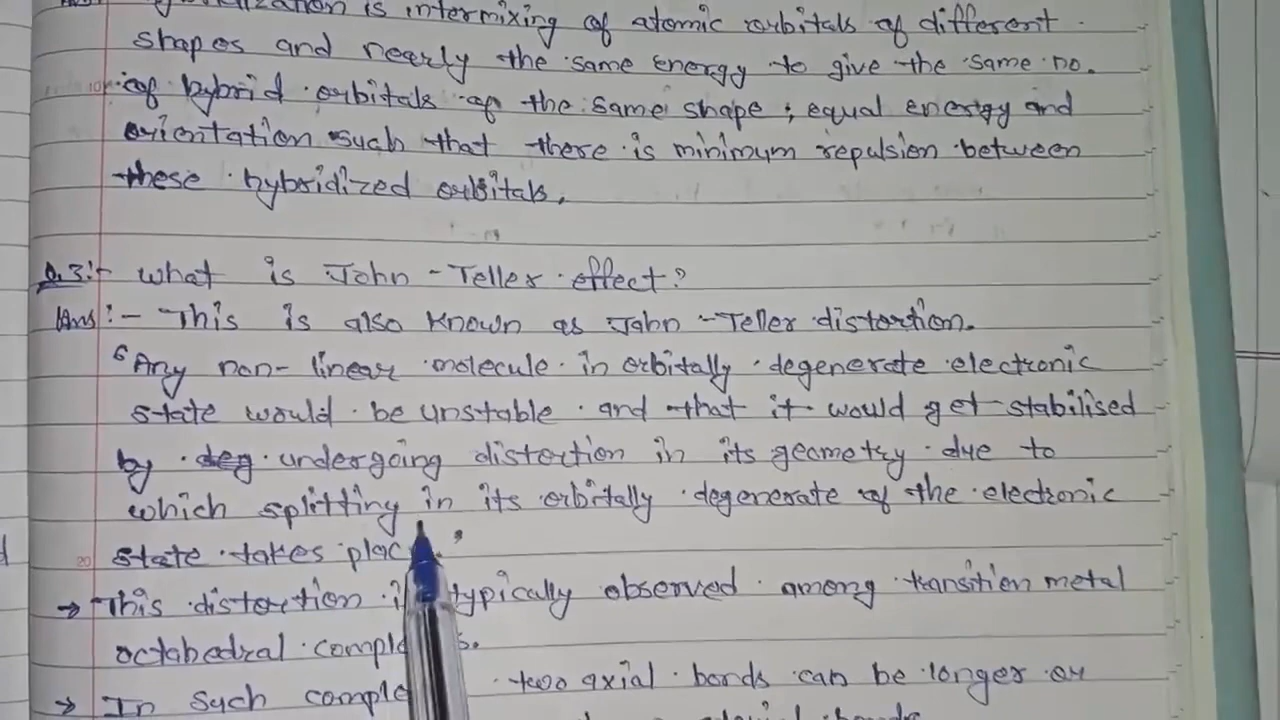 is intermixing of atomic orbitals of different
shapes and nearly the same energy to give the same no.
of hybrid orbitals of the same shape, equal energy and
orientation such that there is minimum repulsion between
these hybridized orbitals.
Q.3:- What is John-Teller effect?
Ans:- This is also known as Jahn-Teller distortion.
"Any non-linear molecule in orbitally degenerate electronic
state would be unstable and that it would get stabilised
by deg undergoing distortion in its geometry due to
which splitting in its orbitally degenerate of the electronic
state takes plac
→ This distortion typically observed among transition metal
octahedral compl s.
→ In such comple two axial bonds can be longer or